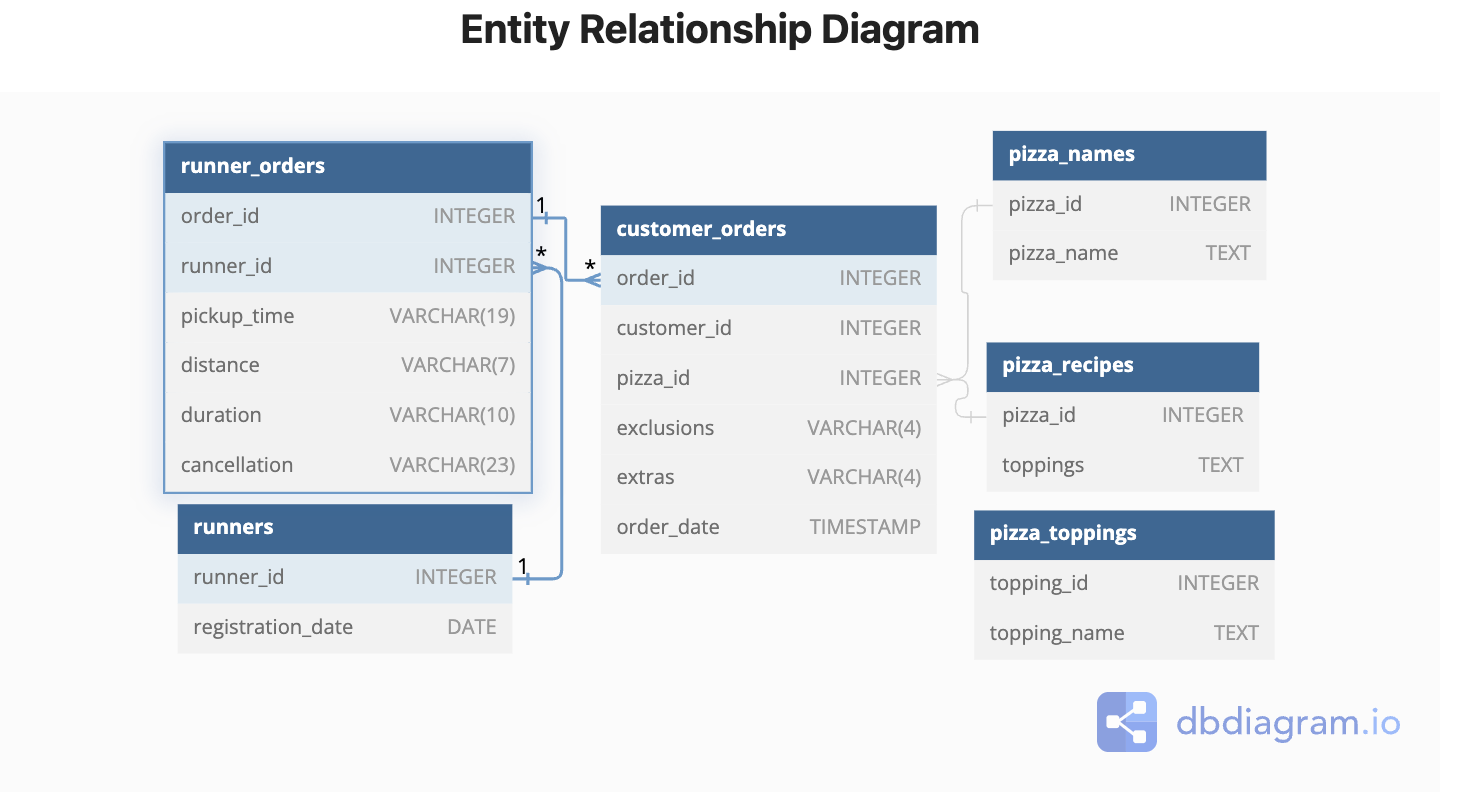 Entity Relationship Diagram
runner_orders
order_id INTEGER
runner_id INTEGER
pickup_time VARCHAR(19)
distance VARCHAR(7)
duration VARCHAR(10)
cancellation VARCHAR(23)
1
*
*
runners
runner_id INTEGER
registration_date DATE
1
customer_orders
order_id INTEGER
customer_id INTEGER
pizza_id INTEGER
exclusions VARCHAR(4)
extras VARCHAR(4)
order_date TIMESTAMP
pizza_names
pizza_id INTEGER
pizza_name TEXT
pizza_recipes
pizza_id INTEGER
toppings TEXT
pizza_toppings
topping_id INTEGER
topping_name TEXT
dbdiagram.io